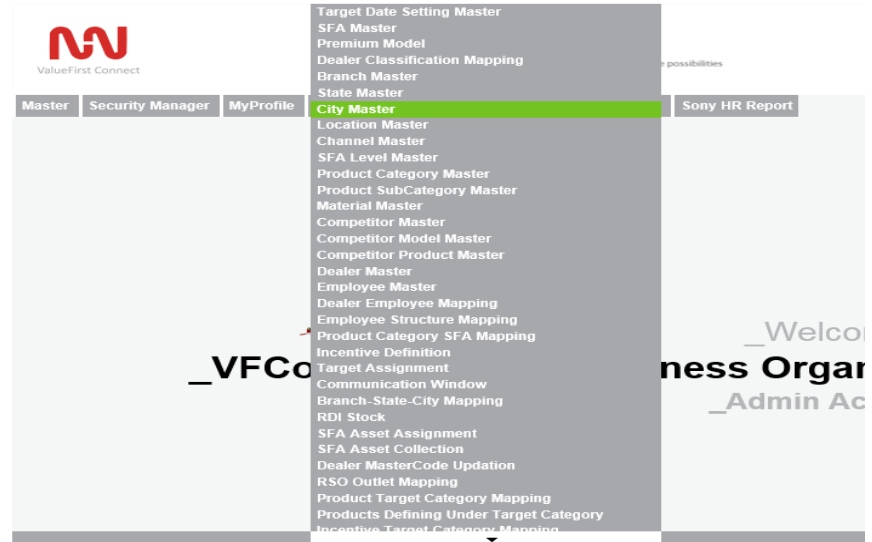 Target Date Setting Master
SFA Master
Premium Model
Dealer Classification Mapping
Branch Master
State Master
City Master
Location Master
Channel Master
SFA Level Master
Product Category Master
Product SubCategory Master
Material Master
Competitor Master
Competitor Model Master
Competitor Product Master
Dealer Master
Employee Master
Dealer Employee Mapping
Employee Structure Mapping
Product Category SFA Mapping
Incentive Definition
Target Assignment
Communication Window
Branch-State-City Mapping
RDI Stock
SFA Asset Assignment
SFA Asset Collection
Dealer MasterCode Updation
RSO Outlet Mapping
Product Target Category Mapping
Products Defining Under Target Category
Incentive Target Category Mapping
ValueFirst Connect
possibilities
Master Security Manager MyProfile Sony HR Report
_Welco
_VFCo ness Organ
_Admin Ac